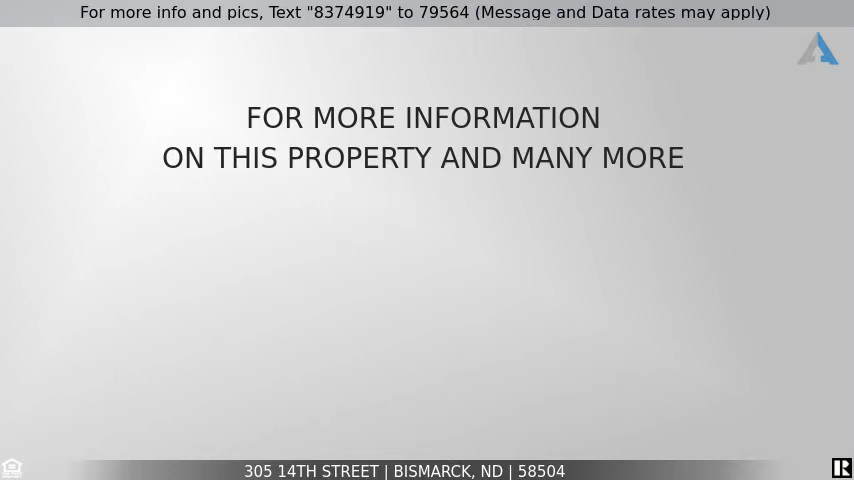 For more info and pics, Text "8374919" to 79564 (Message and Data rates may apply)
FOR MORE INFORMATION
ON THIS PROPERTY AND MANY MORE
305 14TH STREET | BISMARCK, ND | 58504